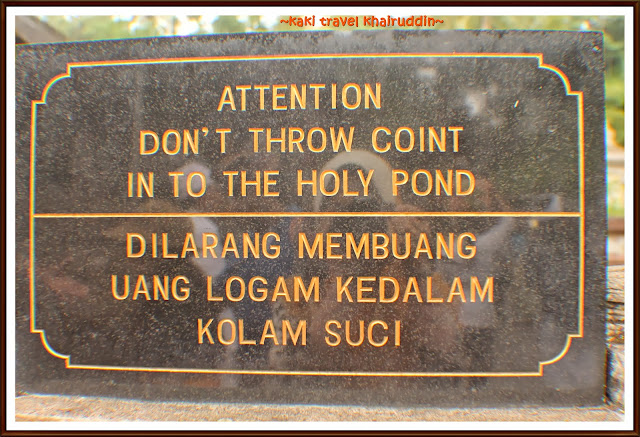 ~kaki travel khairuddin~
ATTENTION
DON'T THROW COINT
IN TO THE HOLY POND
DILARANG MEMBUANG
UANG LOGAM KEDALAM
KOLAM SUCI